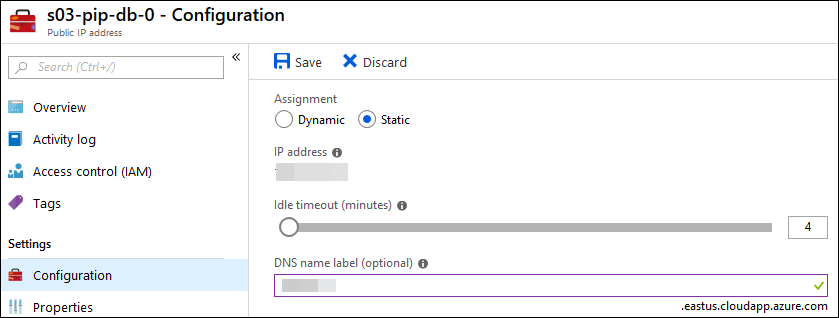 s03-pip-db-0 - Configuration
Public IP address
Search (Ctrl+/)
«
Overview
Activity log
Access control (IAM)
Tags
Settings
Configuration
Properties
Save
Discard
Assignment
Dynamic
Static
IP address
Idle timeout (minutes)
4
DNS name label (optional)
.eastus.cloudapp.azure.com